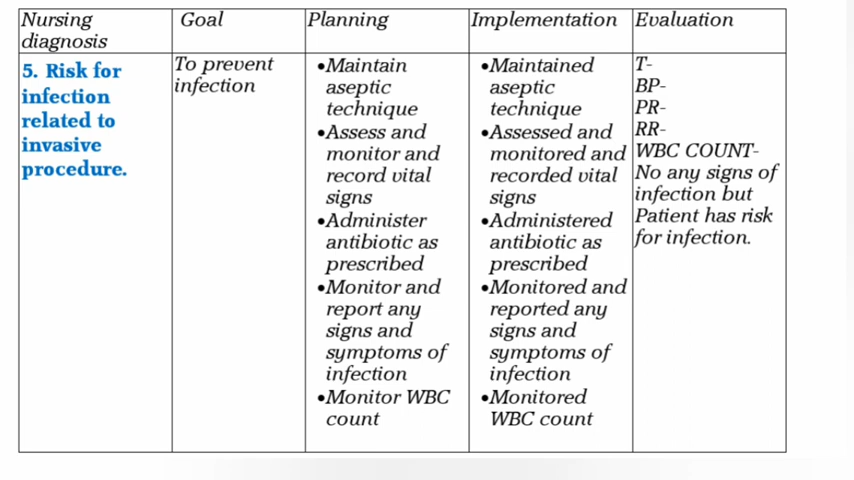 Nursing
diagnosis
Goal
Planning
Implementation
Evaluation
5. Risk for
infection
related to
invasive
procedure.
To prevent
infection
•Maintain
aseptic
technique
•Assess and
monitor and
record vital
signs
•Administer
antibiotic as
prescribed
•Monitor and
report any
signs and
symptoms of
infection
•Monitor WBC
count
•Maintained
aseptic
technique
•Assessed and
monitored and
recorded vital
signs
•Administered
antibiotic as
prescribed
•Monitored and
reported any
signs and
symptoms of
infection
•Monitored
WBC count
T-
BP-
PR-
RR-
WBC COUNT-
No any signs of
infection but
Patient has risk
for infection.